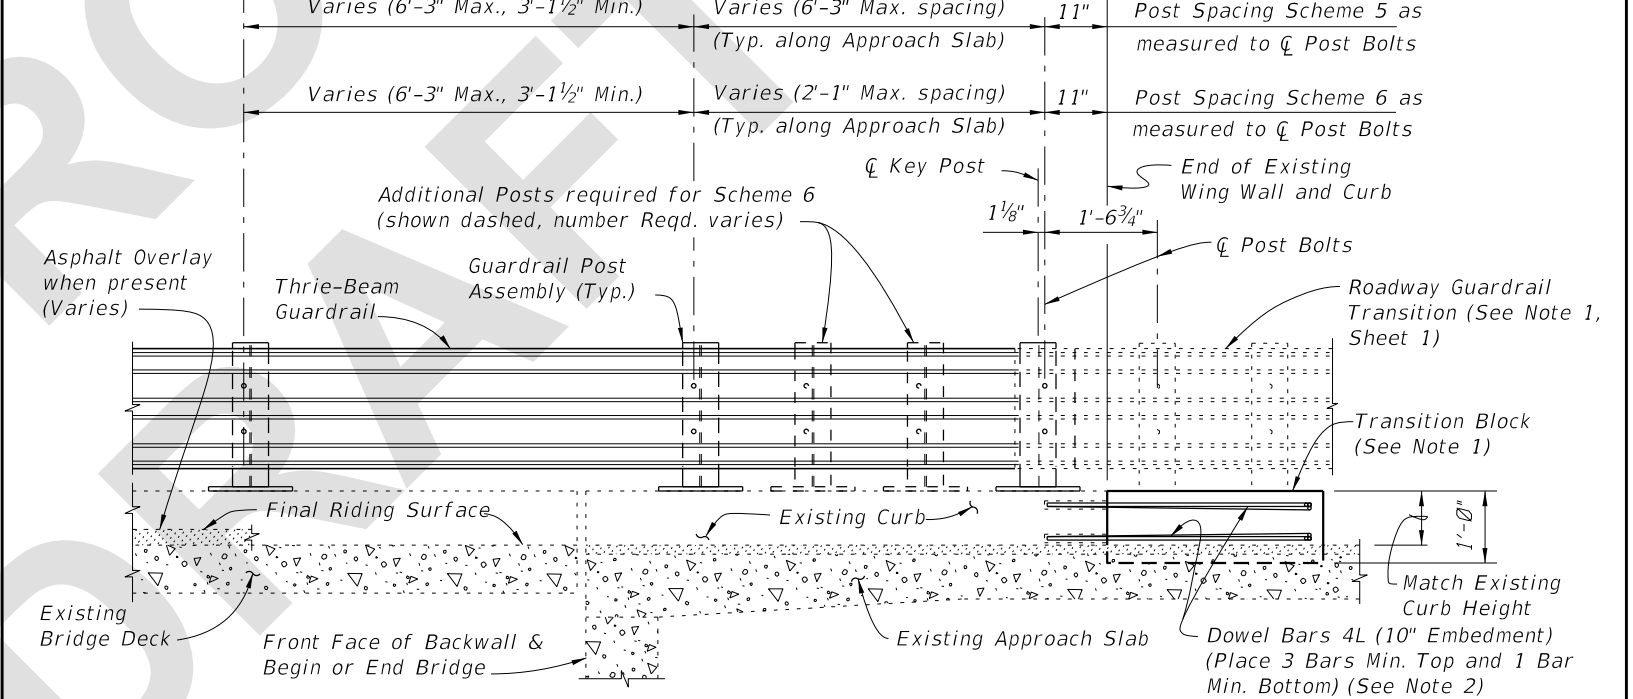 Varies (6'-3" Max., 3'-1½" Min.)
Varies (6'-3" Max. spacing)
(Typ. along Approach Slab)
11"
Post Spacing Scheme 5 as
measured to ℄ Post Bolts
Varies (6'-3" Max., 3'-1½" Min.)
Varies (2'-1" Max. spacing)
(Typ. along Approach Slab)
11"
Post Spacing Scheme 6 as
measured to ℄ Post Bolts
℄ Key Post
End of Existing
Wing Wall and Curb
Additional Posts required for Scheme 6
(shown dashed, number Reqd. varies)
1⅛"
1'-6¾"
℄ Post Bolts
Asphalt Overlay
when present
(Varies)
Thrie-Beam
Guardrail
Guardrail Post
Assembly (Typ.)
Roadway Guardrail
Transition (See Note 1,
Sheet 1)
Transition Block
(See Note 1)
Final Riding Surface
Existing Curb
1'-0"
Match Existing
Curb Height
Existing
Bridge Deck
Front Face of Backwall &
Begin or End Bridge
Existing Approach Slab
Dowel Bars 4L (10" Embedment)
(Place 3 Bars Min. Top and 1 Bar
Min. Bottom) (See Note 2)
DRAFT